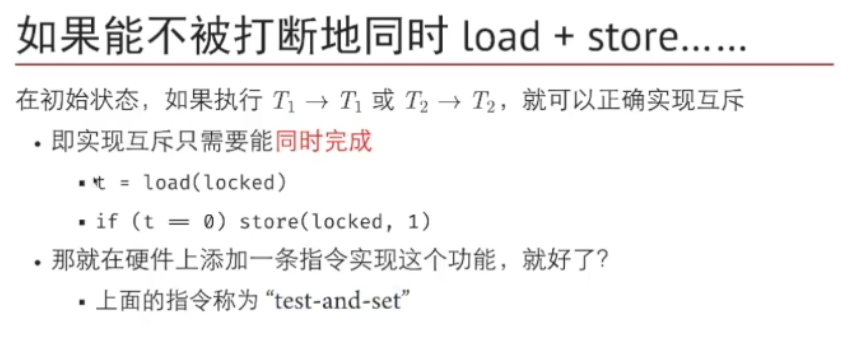 如果能不被打断地同时 load + store……
在初始状态，如果执行 T₁ → T₁ 或 T₂ → T₂，就可以正确实现互斥
• 即实现互斥只需要能同时完成
▪ t = load(locked)
▪ if (t == 0) store(locked, 1)
• 那就在硬件上添加一条指令实现这个功能，就好了？
▪ 上面的指令称为 “test-and-set”